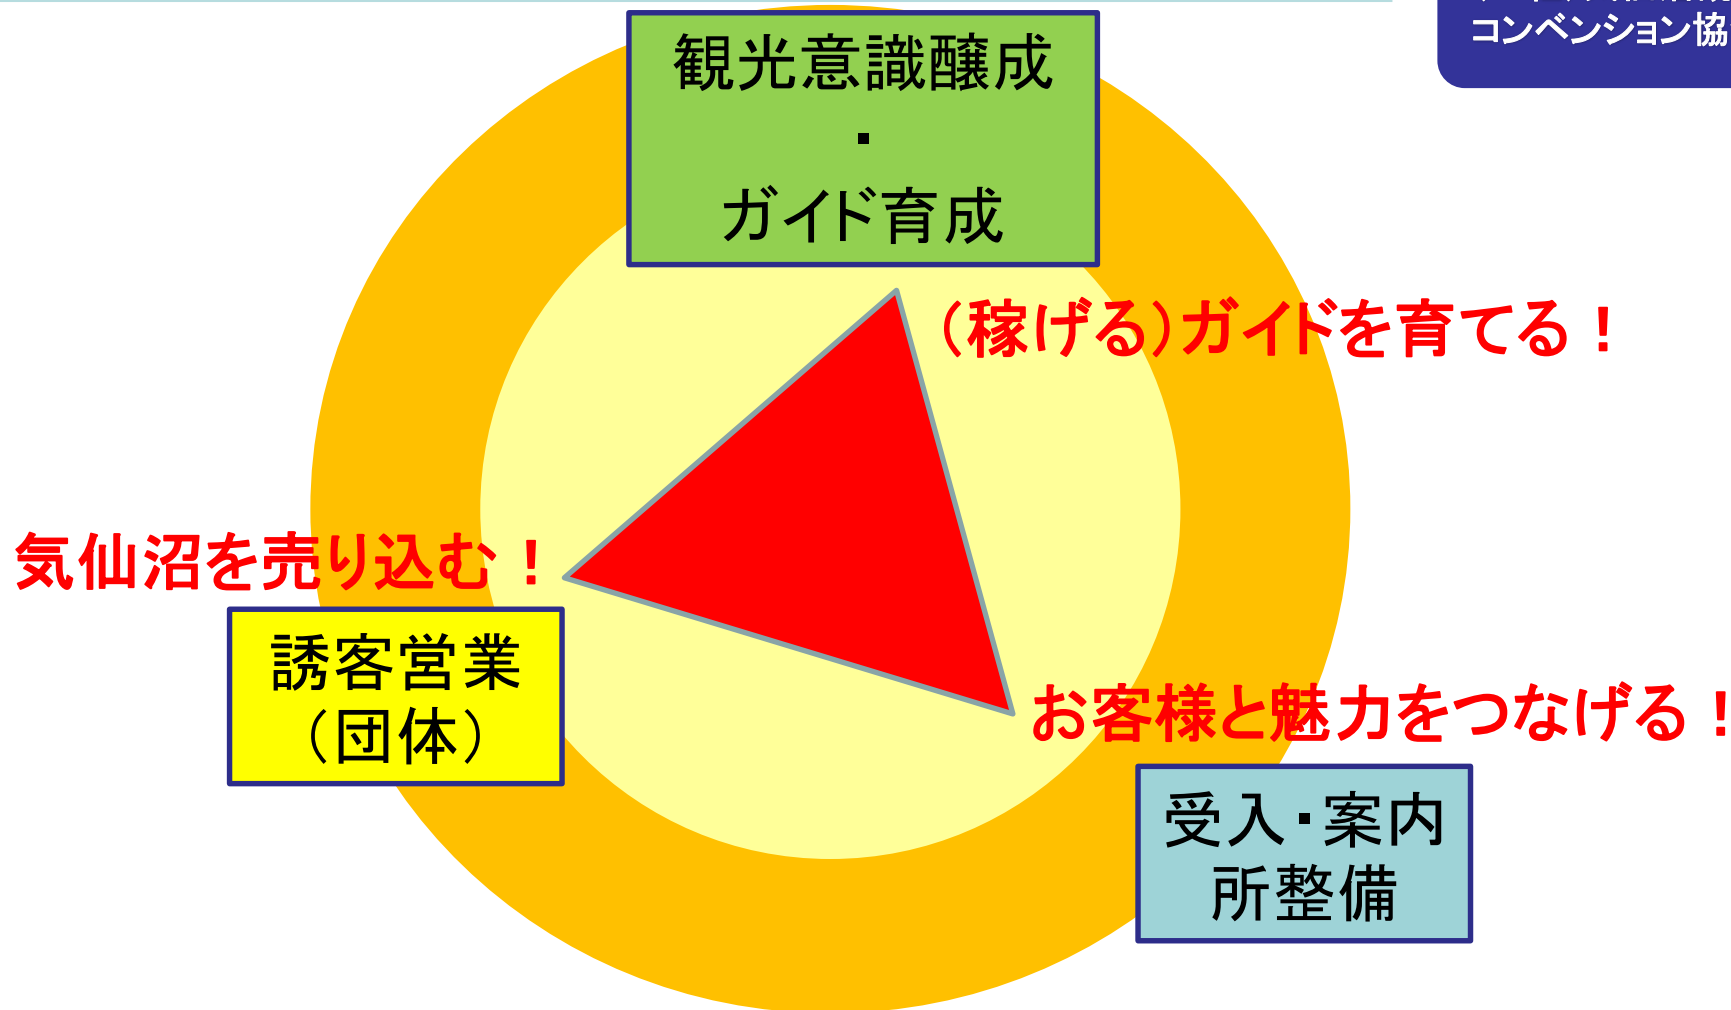 コンベンション協
観光意識醸成
・
ガイド育成
（稼げる）ガイドを育てる！
気仙沼を売り込む！
誘客営業
（団体）
お客様と魅力をつなげる！
受入・案内
所整備